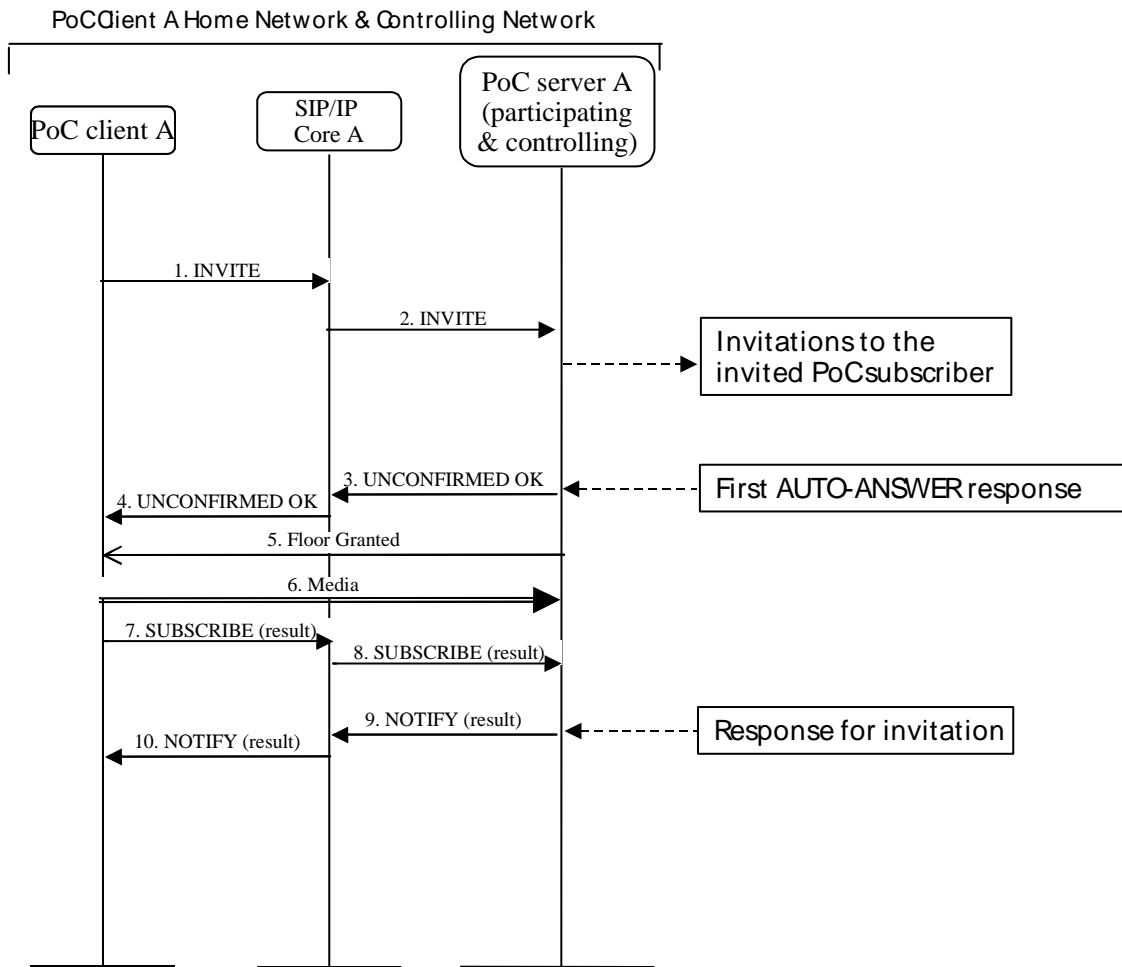 PoCClient A Home Network & Controlling Network
PoC client A
SIP/IP
Core A
PoC server A
(participating
& controlling)
1. INVITE
2. INVITE
Invitations to the
invited PoC subscriber
3. UNCONFIRMED OK
First AUTO-ANSWER response
4. UNCONFIRMED OK
5. Floor Granted
6. Media
7. SUBSCRIBE (result)
8. SUBSCRIBE (result)
9. NOTIFY (result)
Response for invitation
10. NOTIFY (result)